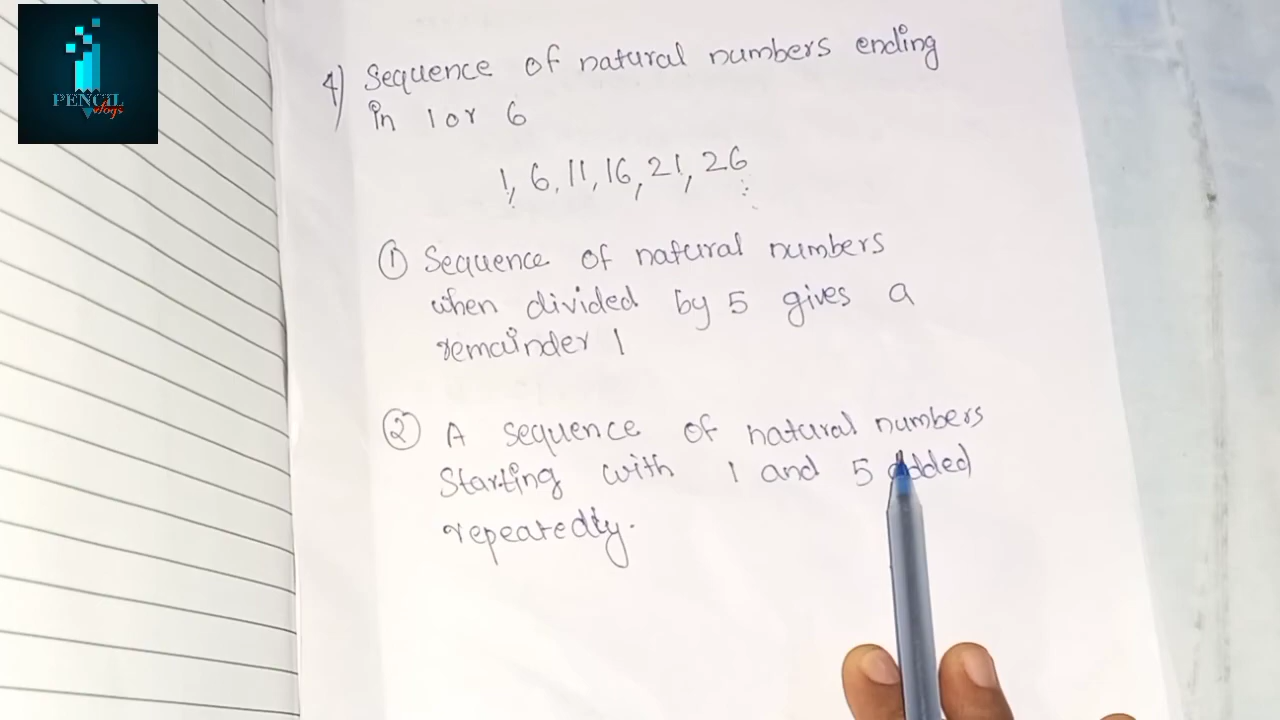 PENCIL
vlogs
4) Sequence of natural numbers ending
in 1 or 6
1, 6, 11, 16, 21, 26
① Sequence of natural numbers
when divided by 5 gives a
remainder 1
② A sequence of natural numbers
Starting with 1 and 5 added
repeatedly.